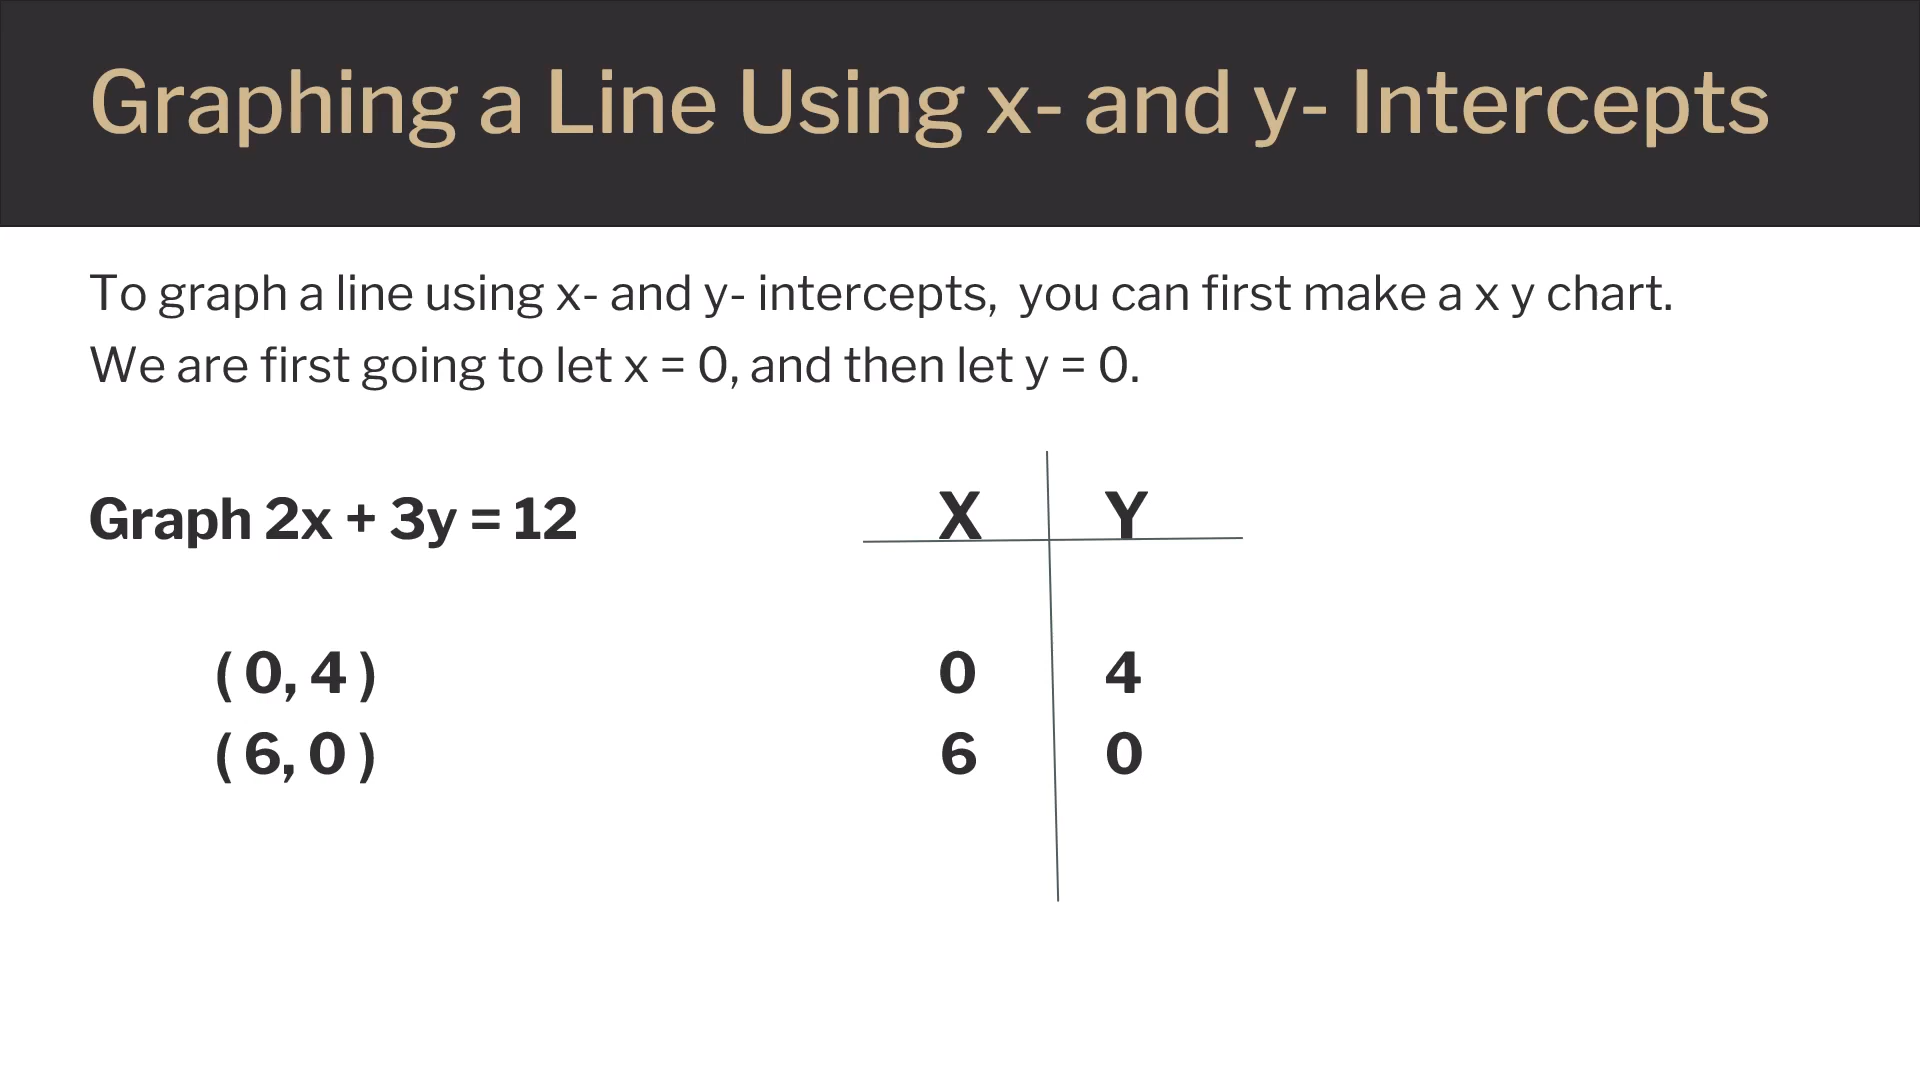 Graphing a Line Using x- and y- Intercepts
To graph a line using x- and y- intercepts,  you can first make a x y chart.
We are first going to let x = 0, and then let y = 0.
Graph 2x + 3y = 12
X Y
( 0, 4 )
0 4
( 6, 0 )
6 0